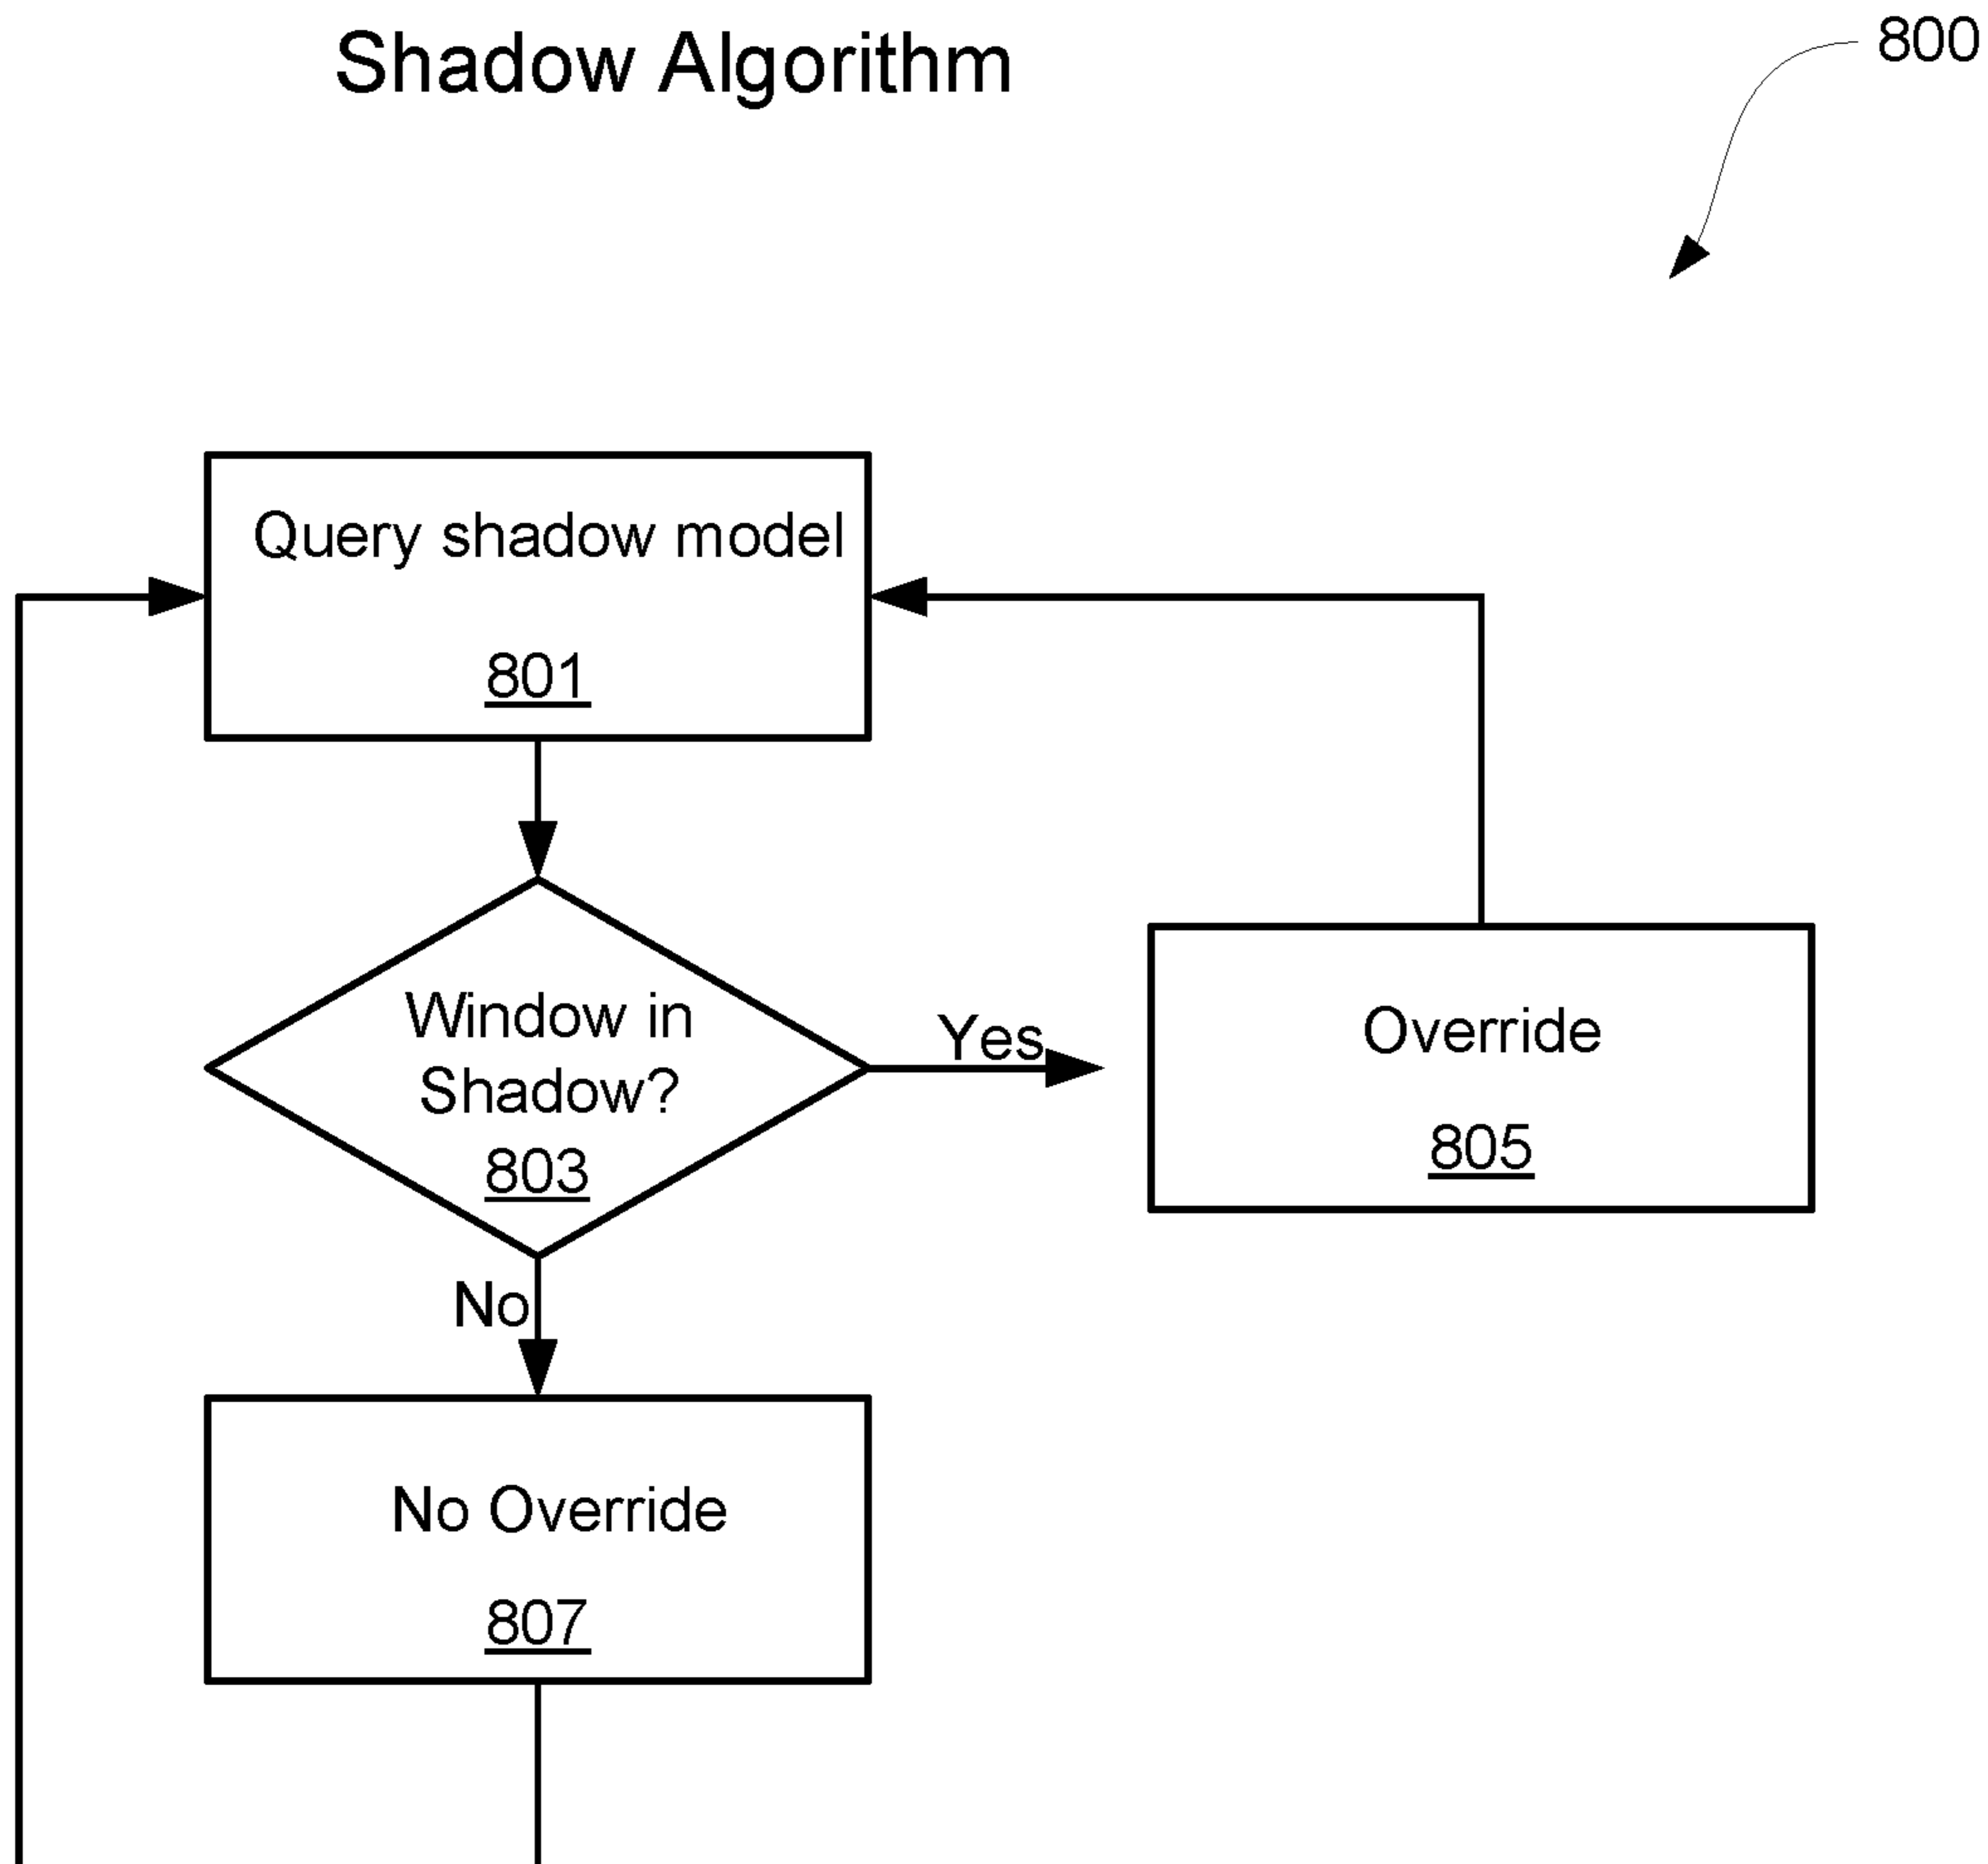 Shadow Algorithm
800
Query shadow model
801
Window in
Shadow?
803
Yes
Override
805
No
No Override
807